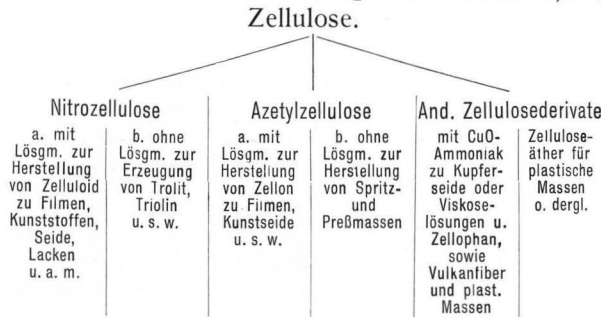 Zellulose.
Nitrozellulose
a. mit
Lösgm. zur
Herstellung
von Zelluloid
zu Filmen,
Kunststoffen,
Seide,
Lacken
u. a. m.
b. ohne
Lösgm. zur
Erzeugung
von Trolit,
Triolin
u. s. w.
Azetylzellulose
a. mit
Lösgm. zur
Herstellung
von Zellon
zu Filmen,
Kunstseide
u. s. w.
b. ohne
Lösgm. zur
Herstellung
von Spritz-
und
Preßmassen
And. Zellulosederivate
mit CuO-
Ammoniak
zu Kupfer-
seide oder
Viskose-
lösungen u.
Zellophan,
sowie
Vulkanfiber
und plast.
Massen
Zellulose-
äther für
plastische
Massen
o. dergl.